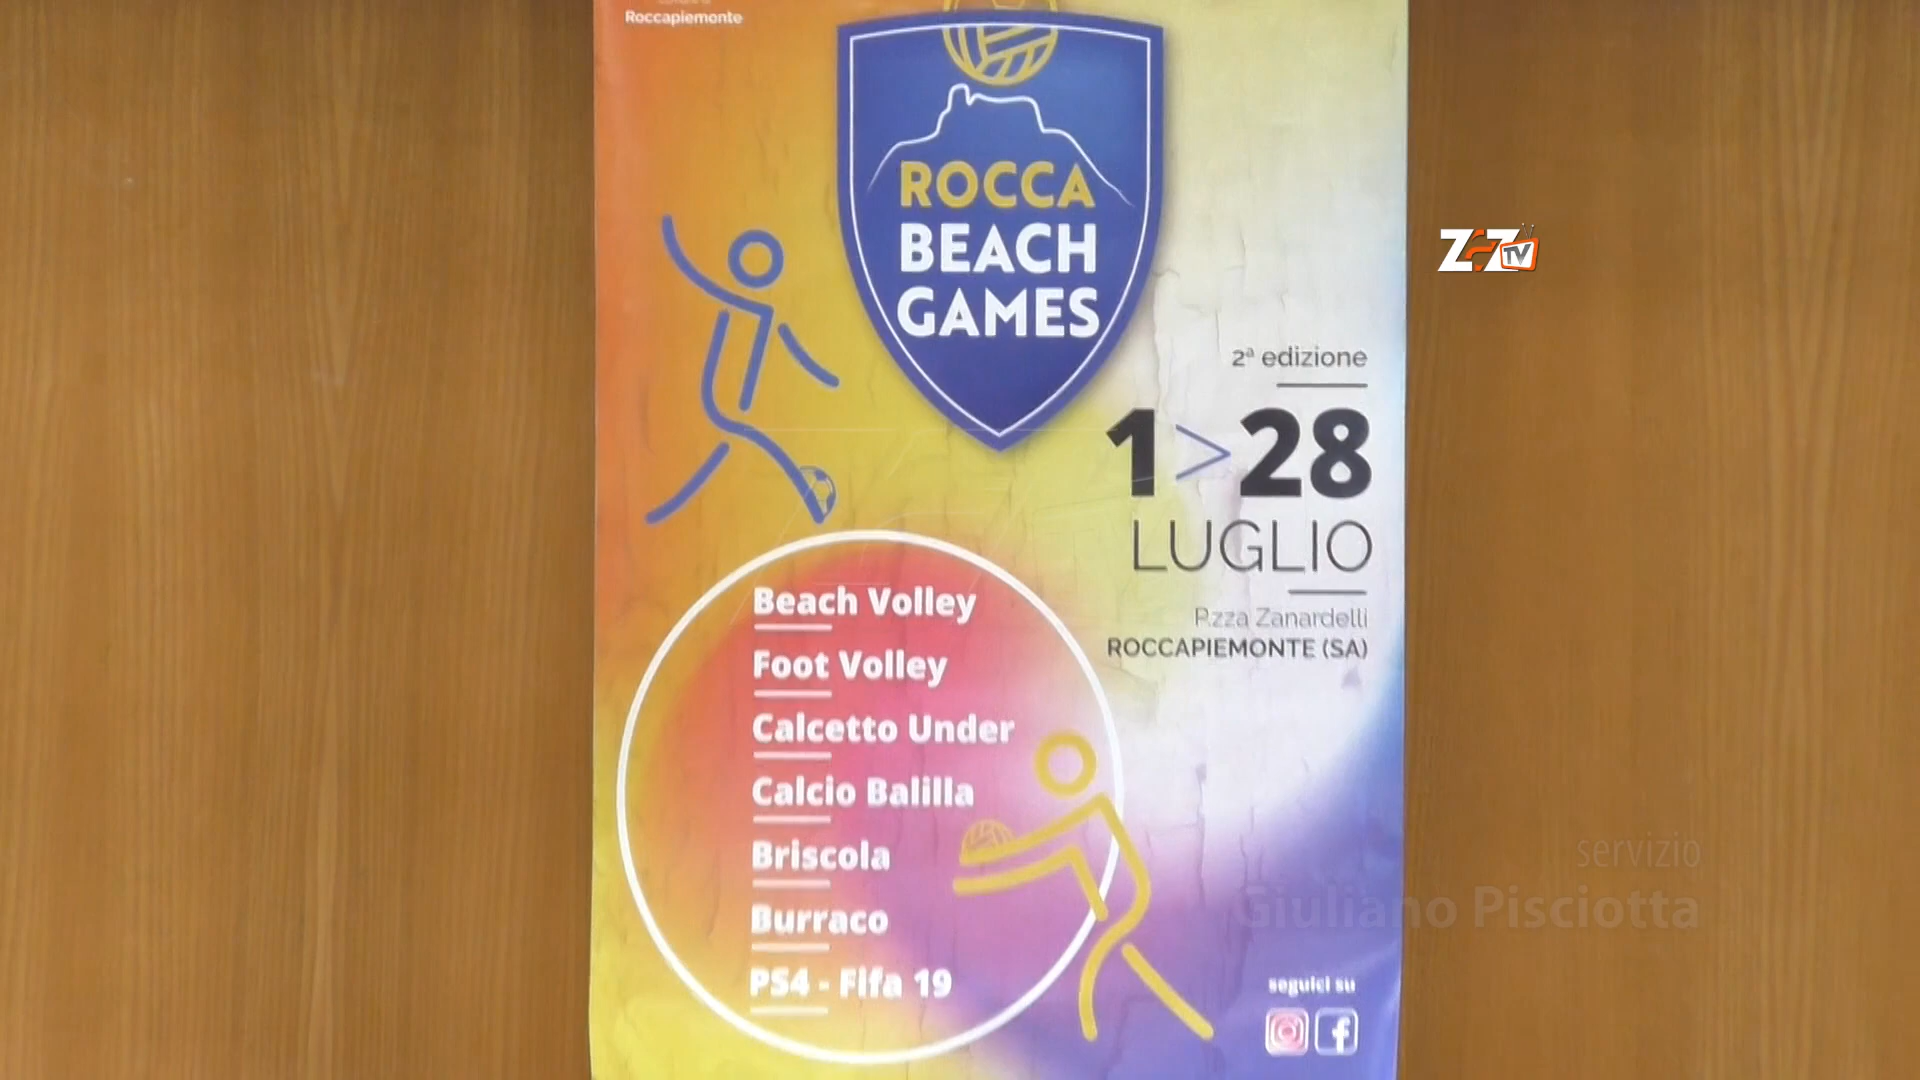 Roccapiemonte
ROCCA
BEACH
GAMES
2ª edizione
1>28
LUGLIO
P.zza Zanardelli
ROCCAPIEMONTE (SA)
Beach Volley
Foot Volley
Calcetto Under
Calcio Balilla
Briscola
Burraco
PS4 - Fifa 19
seguici su
TV
servizio
Giuliano Pisciotta